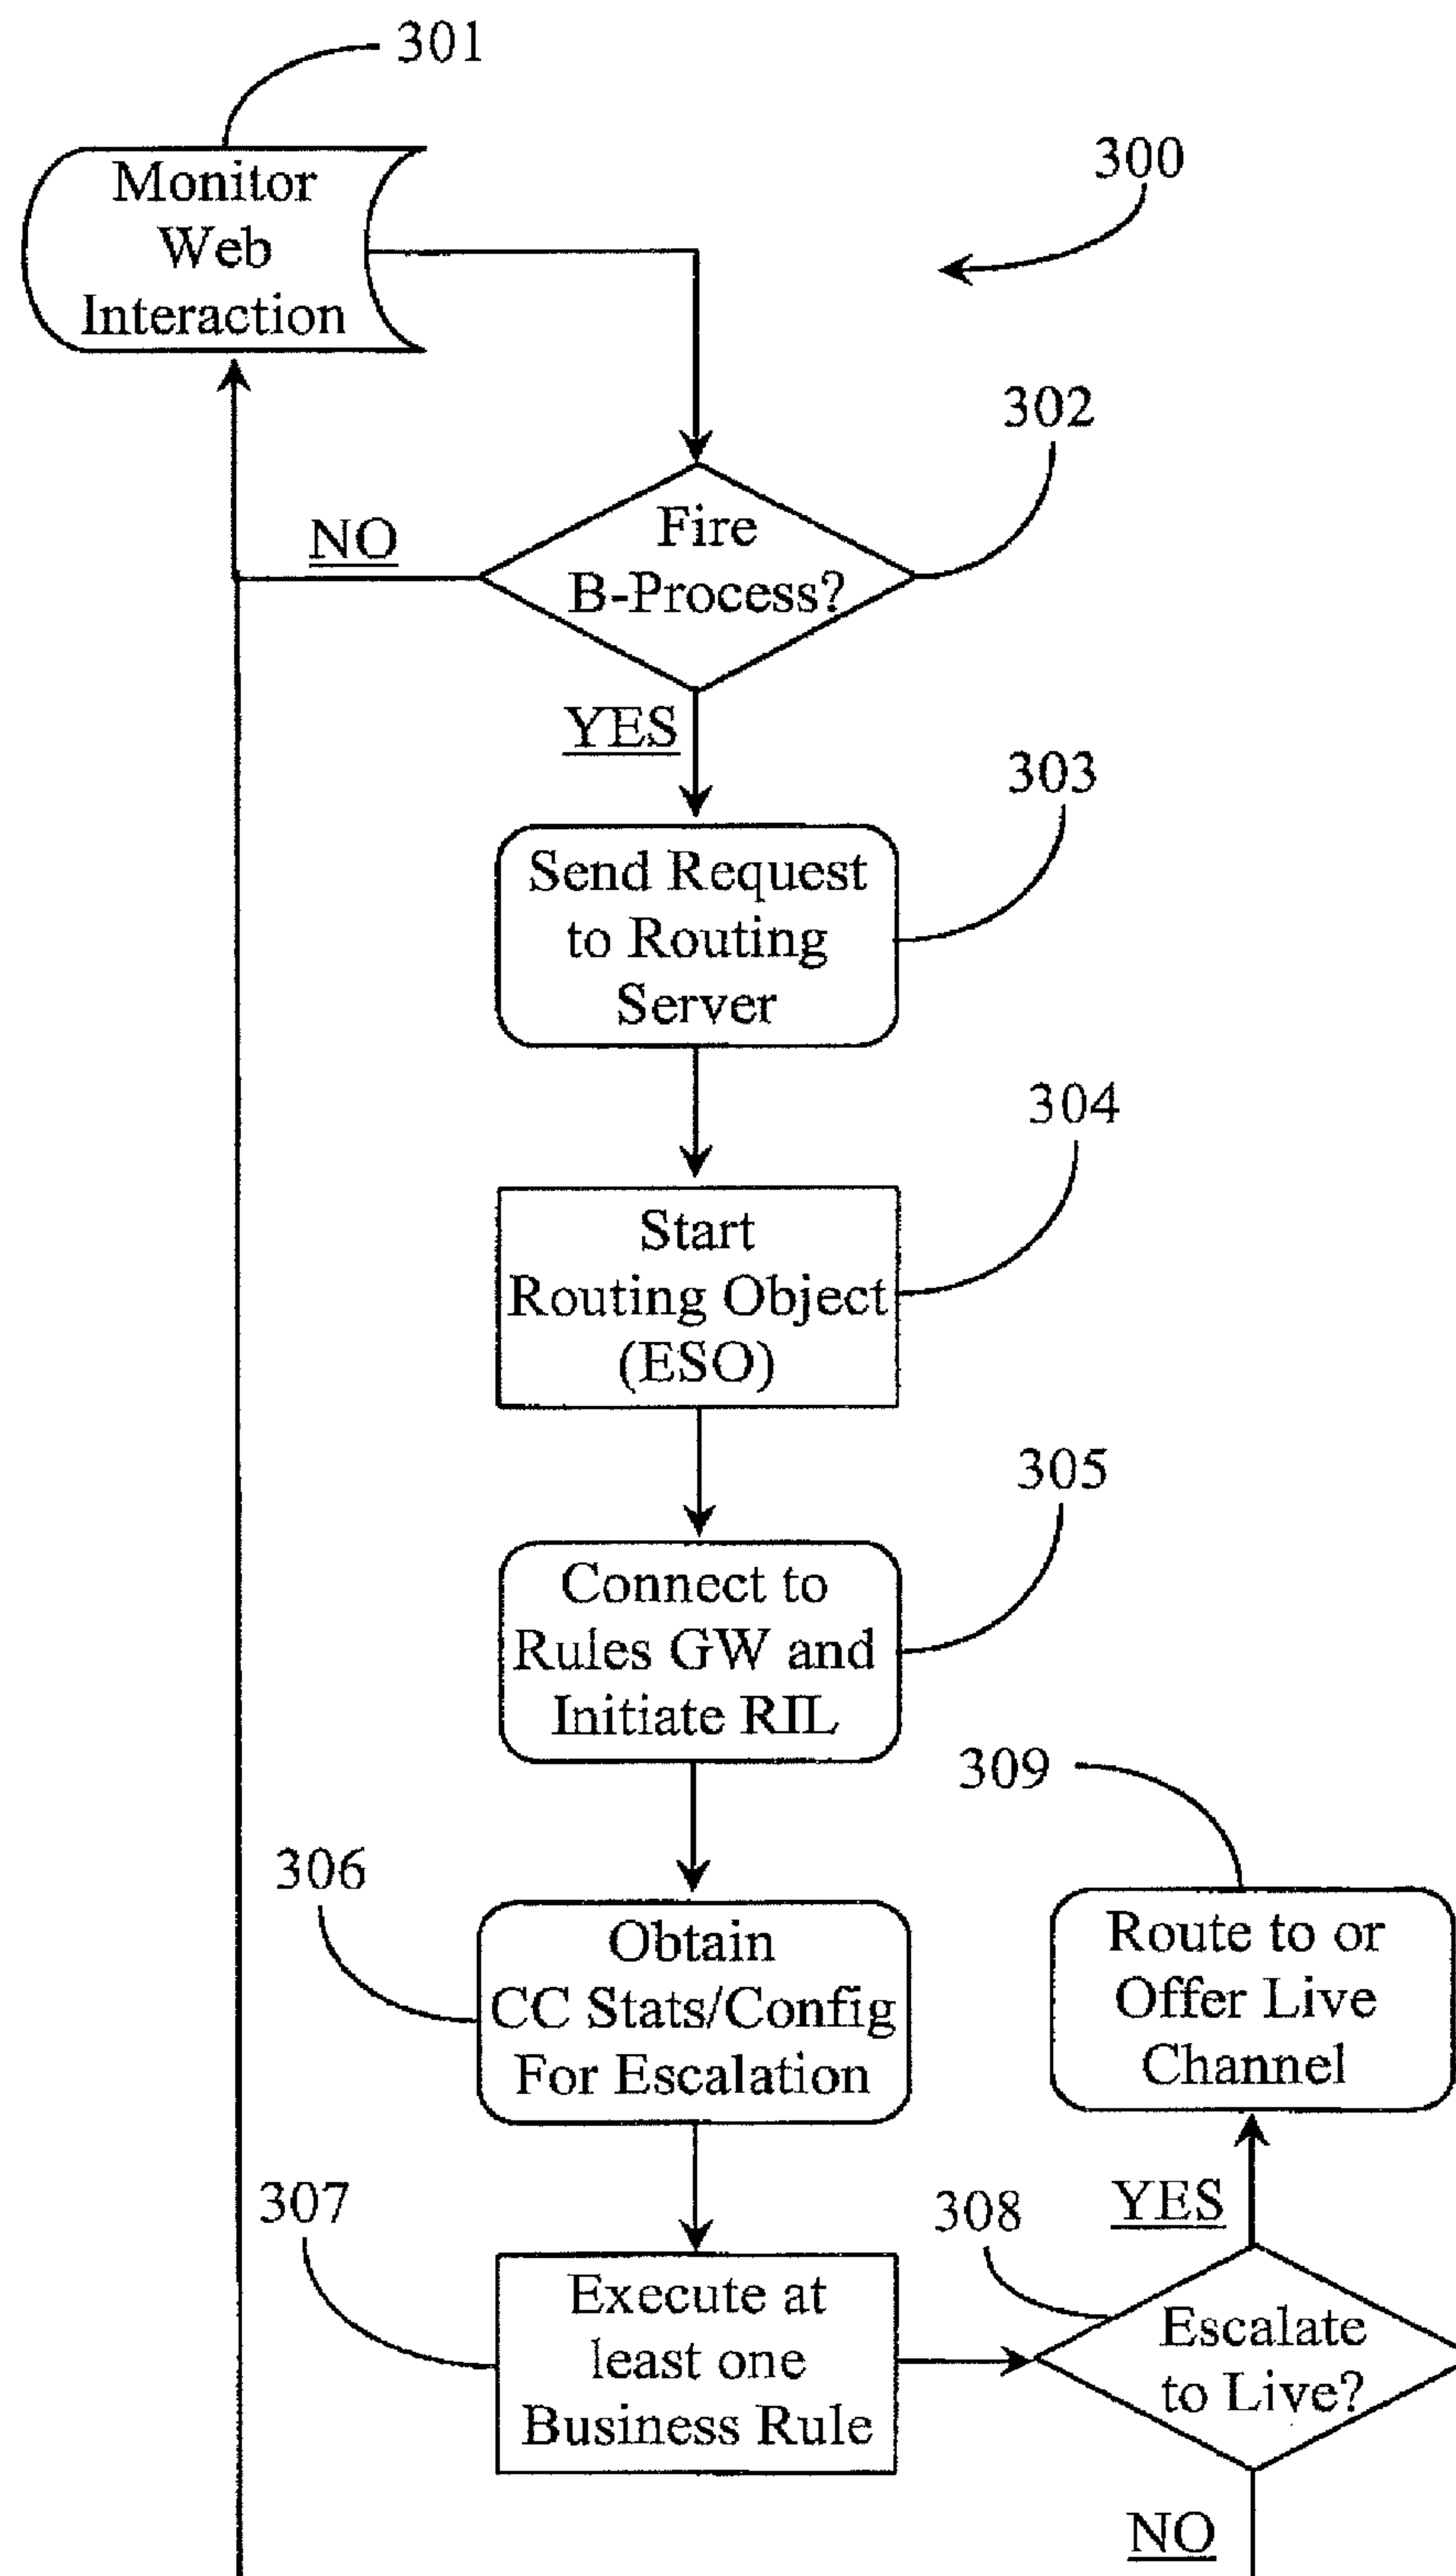 301
Monitor
Web
Interaction
300
302
Fire
B-Process?
NO
YES
303
Send Request
to Routing
Server
304
Start
Routing Object
(ESO)
305
Connect to
Rules GW and
Initiate RIL
309
306
Obtain
CC Stats/Config
For Escalation
Route to or
Offer Live
Channel
307
308
YES
Execute at
least one
Business Rule
Escalate
to Live?
NO